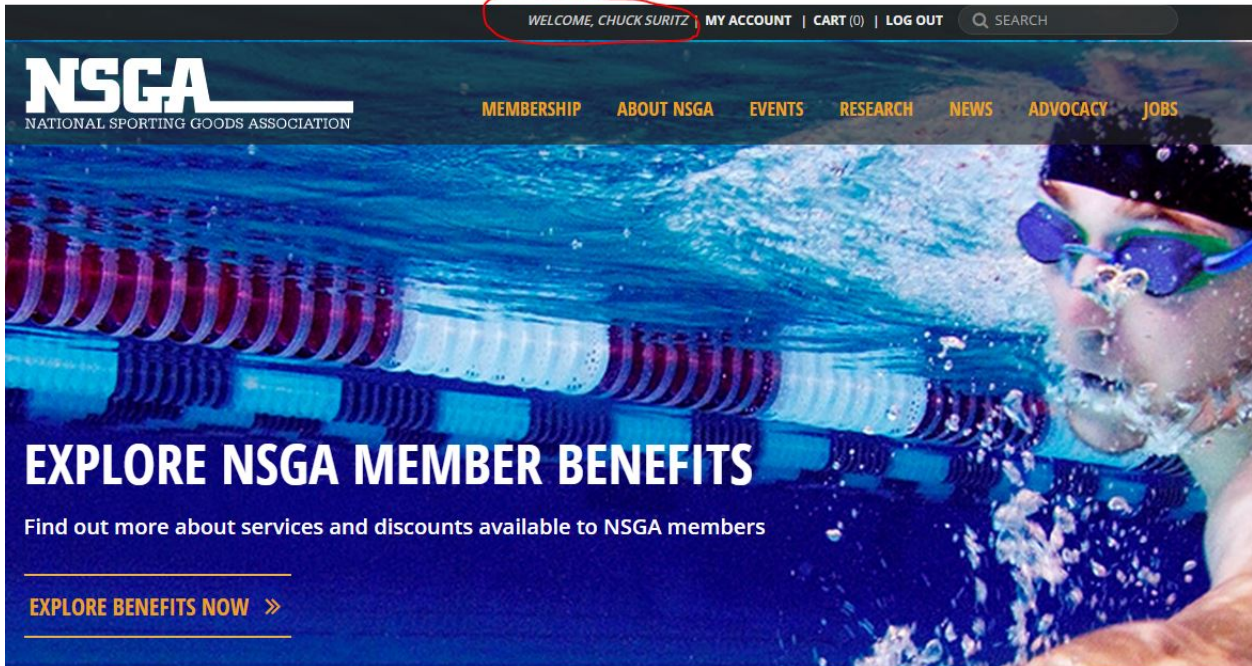 WELCOME, CHUCK SURITZ | MY ACCOUNT | CART (0) | LOG OUT SEARCH
NSGA
NATIONAL SPORTING GOODS ASSOCIATION
MEMBERSHIP ABOUT NSGA EVENTS RESEARCH NEWS ADVOCACY JOBS
EXPLORE NSGA MEMBER BENEFITS
Find out more about services and discounts available to NSGA members
EXPLORE BENEFITS NOW »